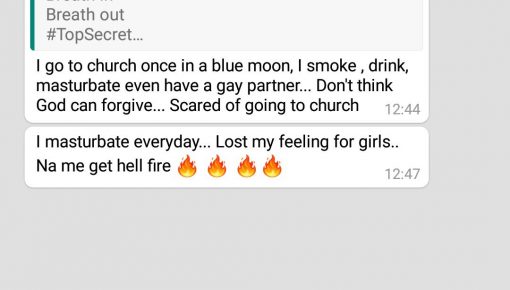 Breath in
Breath out
#TopSecret...
I go to church once in a blue moon, I smoke , drink,
masturbate even have a gay partner... Don't think
God can forgive... Scared of going to church
12:44
I masturbate everyday... Lost my feeling for girls..
Na me get hell fire 🔥 🔥 🔥🔥
12:47